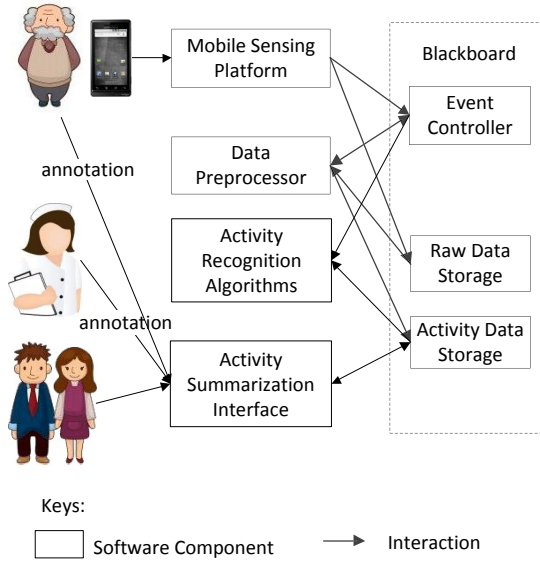 Mobile Sensing
Platform
Blackboard
Event
Controller
annotation
Data
Preprocessor
Activity
Recognition
Algorithms
Raw Data
Storage
annotation
Activity Data
Storage
Activity
Summarization
Interface
Keys:
Software Component
Interaction